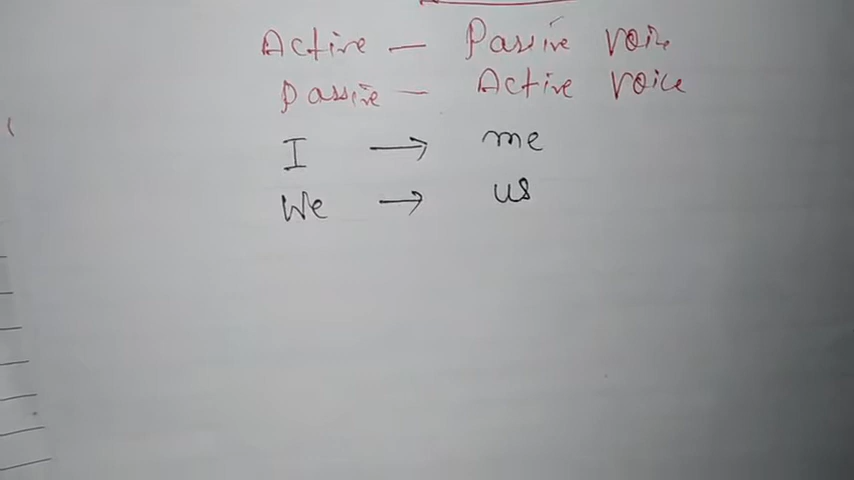 Active – Passive voice
Passive – Active voice
I → me
We → us